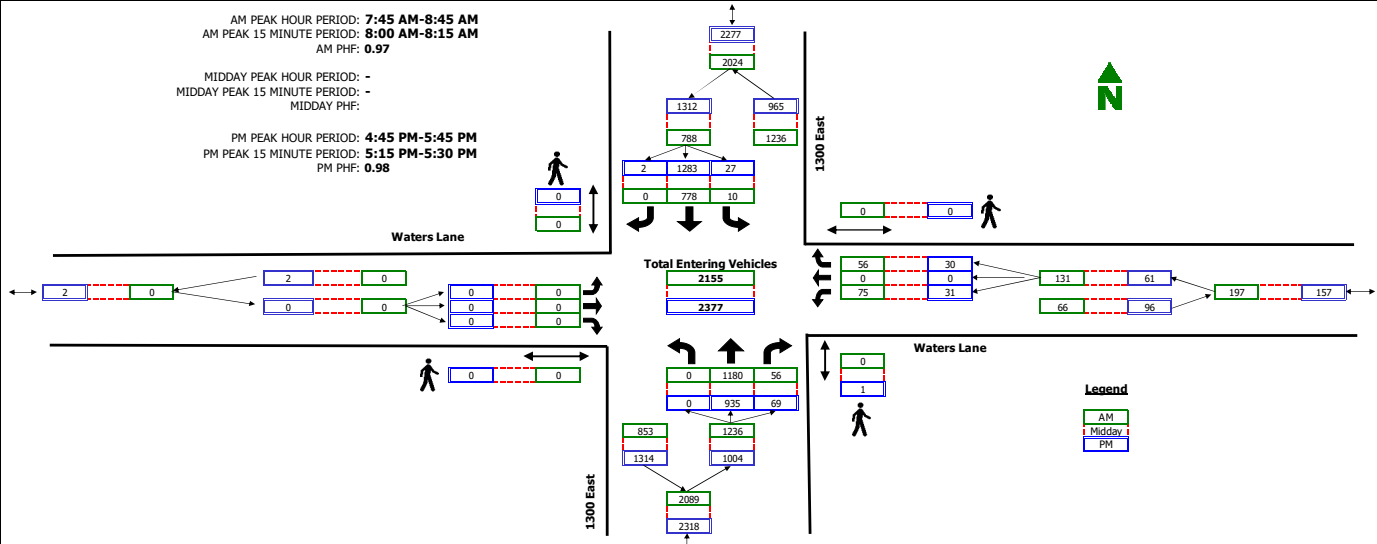 AM PEAK HOUR PERIOD: 7:45 AM-8:45 AM
AM PEAK 15 MINUTE PERIOD: 8:00 AM-8:15 AM
AM PHF: 0.97
MIDDAY PEAK HOUR PERIOD: -
MIDDAY PEAK 15 MINUTE PERIOD: -
MIDDAY PHF:
PM PEAK HOUR PERIOD: 4:45 PM-5:45 PM
PM PEAK 15 MINUTE PERIOD: 5:15 PM-5:30 PM
PM PHF: 0.98
2277
2024
1312 965
788 1236
2 1283 27
0 778 10
1300 East
N
0
0
0 0
Waters Lane
Total Entering Vehicles
2155
2377
2 0
2 0
0 0
0 0
0 0
0 0
56 30
0 0
75 31
131 61
66 96
197 157
Waters Lane
0 0
0 1180 56
0 935 69
853 1236
1314 1004
2089
2318
1300 East
0
1
Legend
AM
Midday
PM